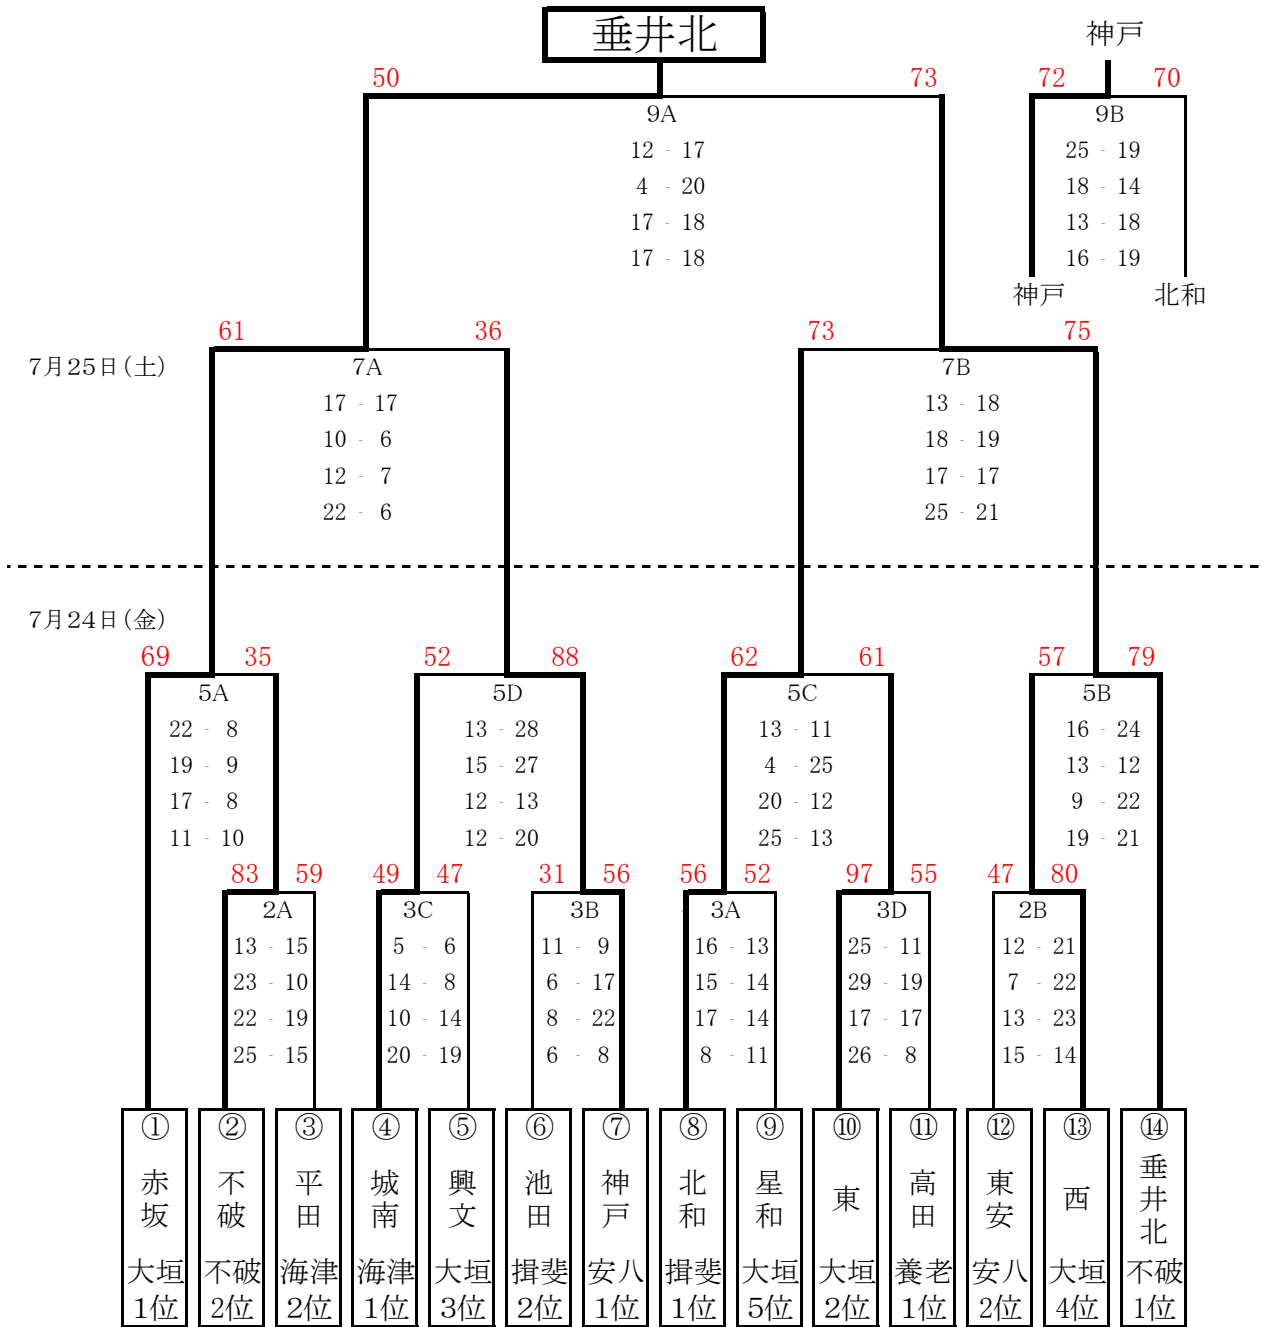 垂井北
神戸
50 73
72 70
9A
9B
12 - 17
4 - 20
17 - 18
17 - 18
25 - 19
18 - 14
13 - 18
16 - 19
神戸 北和
61 36
73 75
7月25日(土)
7A
7B
17 - 17
10 - 6
12 - 7
22 - 6
13 - 18
18 - 19
17 - 17
25 - 21
7月24日(金)
69 35
52 88
62 61
57 79
5A
22 - 8
19 - 9
17 - 8
11 - 10
5D
13 - 28
15 - 27
12 - 13
12 - 20
5C
13 - 11
4 - 25
20 - 12
25 - 13
5B
16 - 24
13 - 12
9 - 22
19 - 21
83 59
49 47
31 56
56 52
97 55
47 80
2A
13 - 15
23 - 10
22 - 19
25 - 15
3C
5 - 6
14 - 8
10 - 14
20 - 19
3B
11 - 9
6 - 17
8 - 22
6 - 8
3A
16 - 13
15 - 14
17 - 14
8 - 11
3D
25 - 11
29 - 19
17 - 17
26 - 8
2B
12 - 21
7 - 22
13 - 23
15 - 14
①
赤坂
大垣
1位
②
不破
不破
2位
③
平田
海津
2位
④
城南
海津
1位
⑤
興文
大垣
3位
⑥
池田
揖斐
2位
⑦
神戸
安八
1位
⑧
北和
揖斐
1位
⑨
星和
大垣
5位
⑩
東
大垣
2位
⑪
高田
養老
1位
⑫
東安
安八
2位
⑬
西
大垣
4位
⑭
垂井北
不破
1位